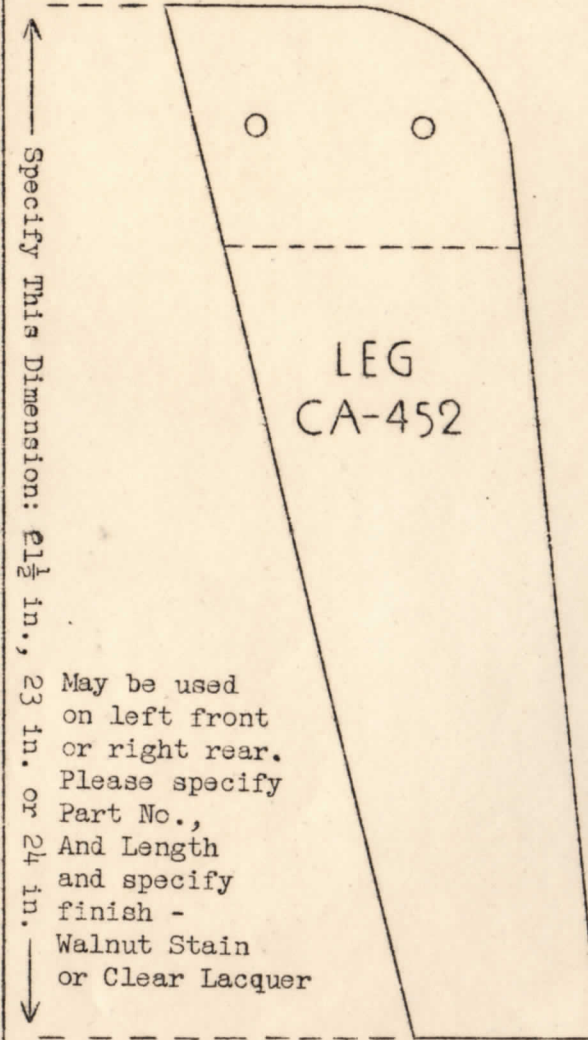 Specify This Dimension: 21½ in., 23 in. or 24 in.
LEG
CA-452
May be used
on left front
or right rear.
Please specify
Part No.,
And Length
and specify
finish -
Walnut Stain
or Clear Lacquer